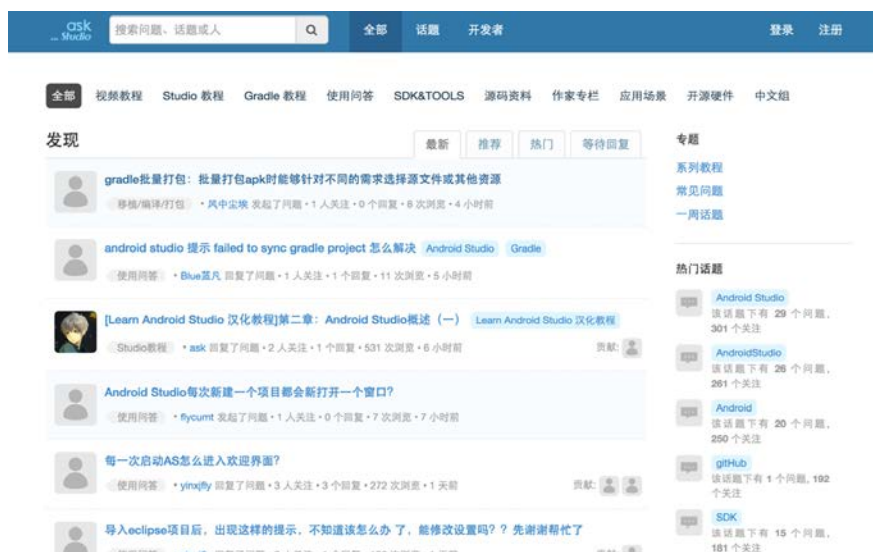 ask
Studio
搜索问题、话题或人
全部 话题 开发者
登录 注册
全部 视频教程 Studio 教程 Gradle 教程 使用问答 SDK&TOOLS 源码资料 作家专栏 应用场景 开源硬件 中文组
发现
最新 推荐 热门 等待回复
gradle批量打包：批量打包apk时能够针对不同的需求选择源文件或其他资源
移植/编译/打包 • 风中尘埃 发起了问题 • 1 人关注 • 0 个回复 • 6 次浏览 • 4 小时前
android studio 提示 failed to sync gradle project 怎么解决 Android Studio Gradle
使用问答 • Blue蓝凡 回复了问题 • 1 人关注 • 1 个回复 • 11 次浏览 • 5 小时前
[Learn Android Studio 汉化教程]第二章：Android Studio概述（一） Learn Android Studio 汉化教程
Studio教程 • ask 回复了问题 • 2 人关注 • 1 个回复 • 531 次浏览 • 6 小时前 贡献:
Android Studio每次新建一个项目都会新打开一个窗口?
使用问答 • flycumt 发起了问题 • 1 人关注 • 0 个回复 • 7 次浏览 • 7 小时前
每一次启动AS怎么进入欢迎界面?
使用问答 • yinxjfly 回复了问题 • 3 人关注 • 3 个回复 • 272 次浏览 • 1 天前 贡献:
导入eclipse项目后，出现这样的提示，不知道该怎么办 了，能修改设置吗？？先谢谢帮忙了
专题
系列教程
常见问题
一周话题
热门话题
Android Studio
该话题下有 29 个问题,
301 个关注
AndroidStudio
该话题下有 26 个问题,
261 个关注
Android
该话题下有 20 个问题,
250 个关注
gitHub
该话题下有 1 个问题, 192
个关注
SDK
该话题下有 15 个问题,
181 个关注